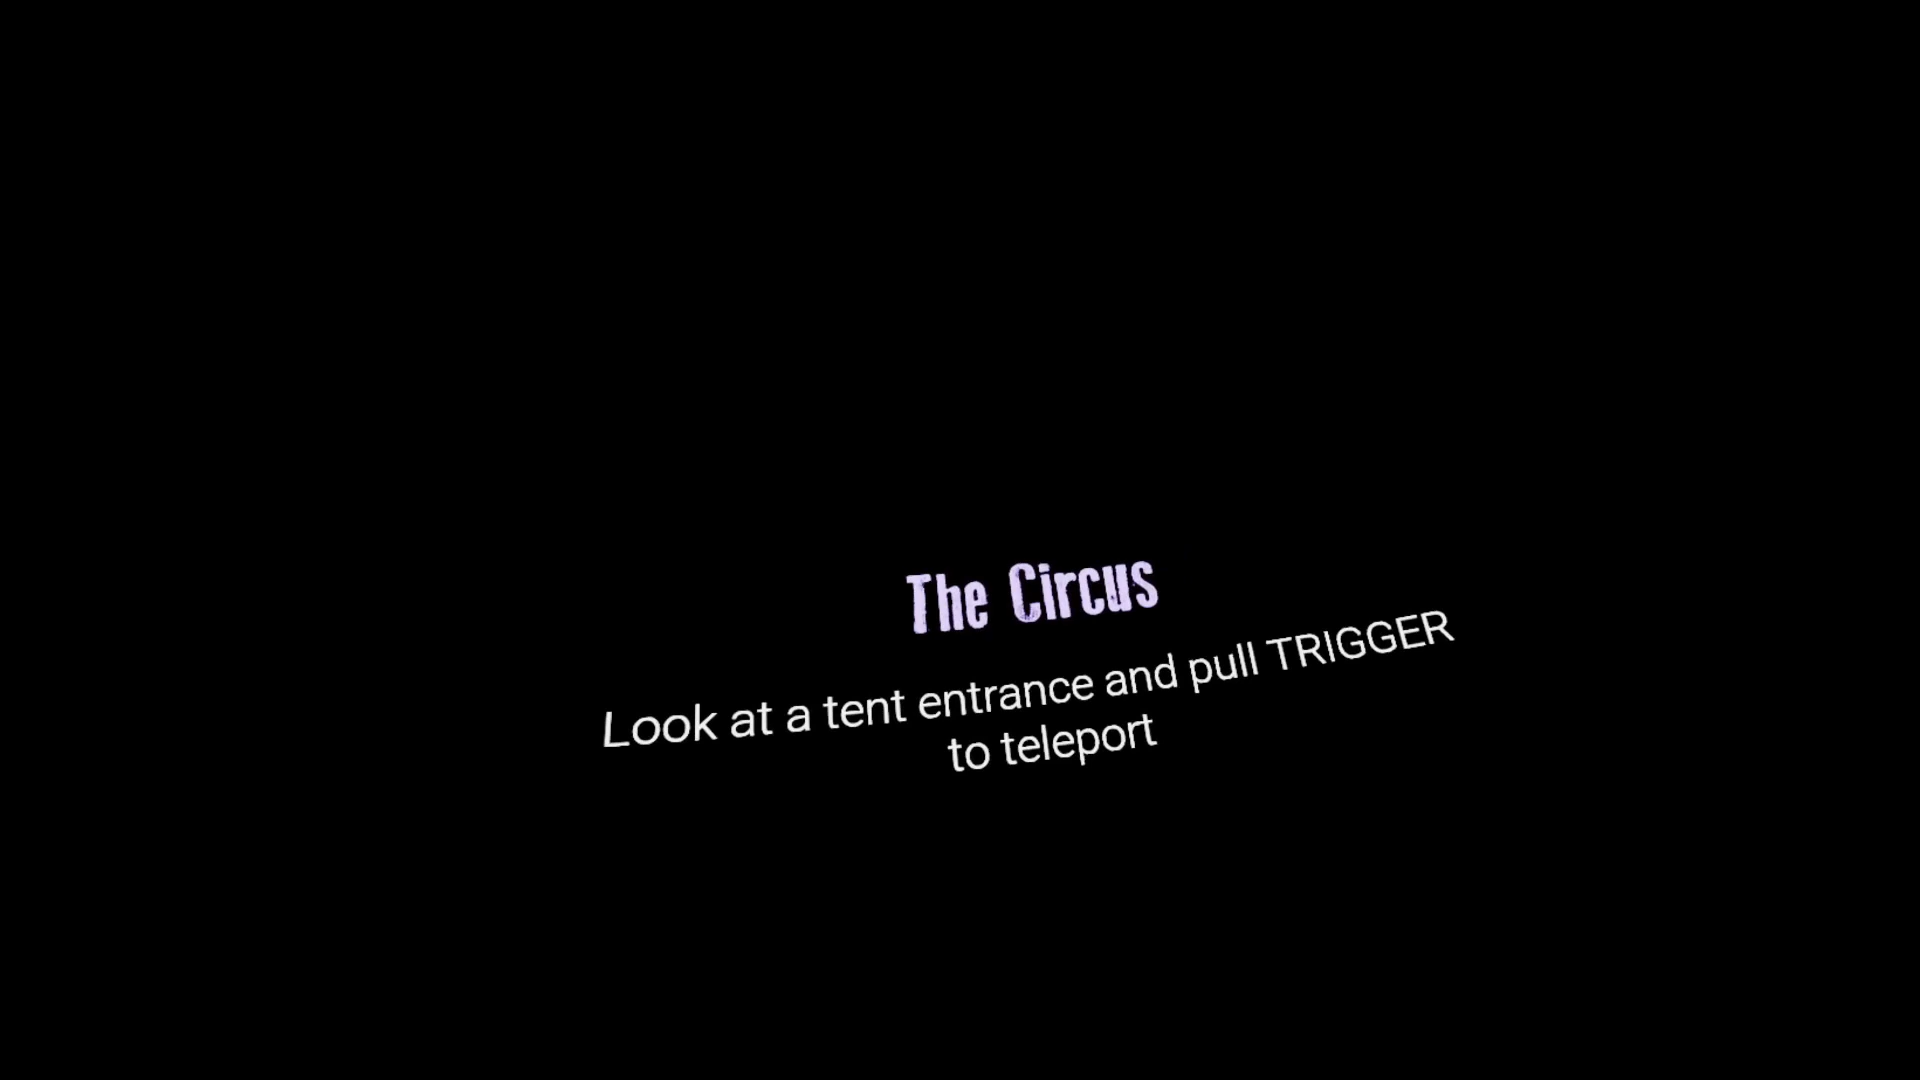 The Circus
Look at a tent entrance and pull TRIGGER
to teleport